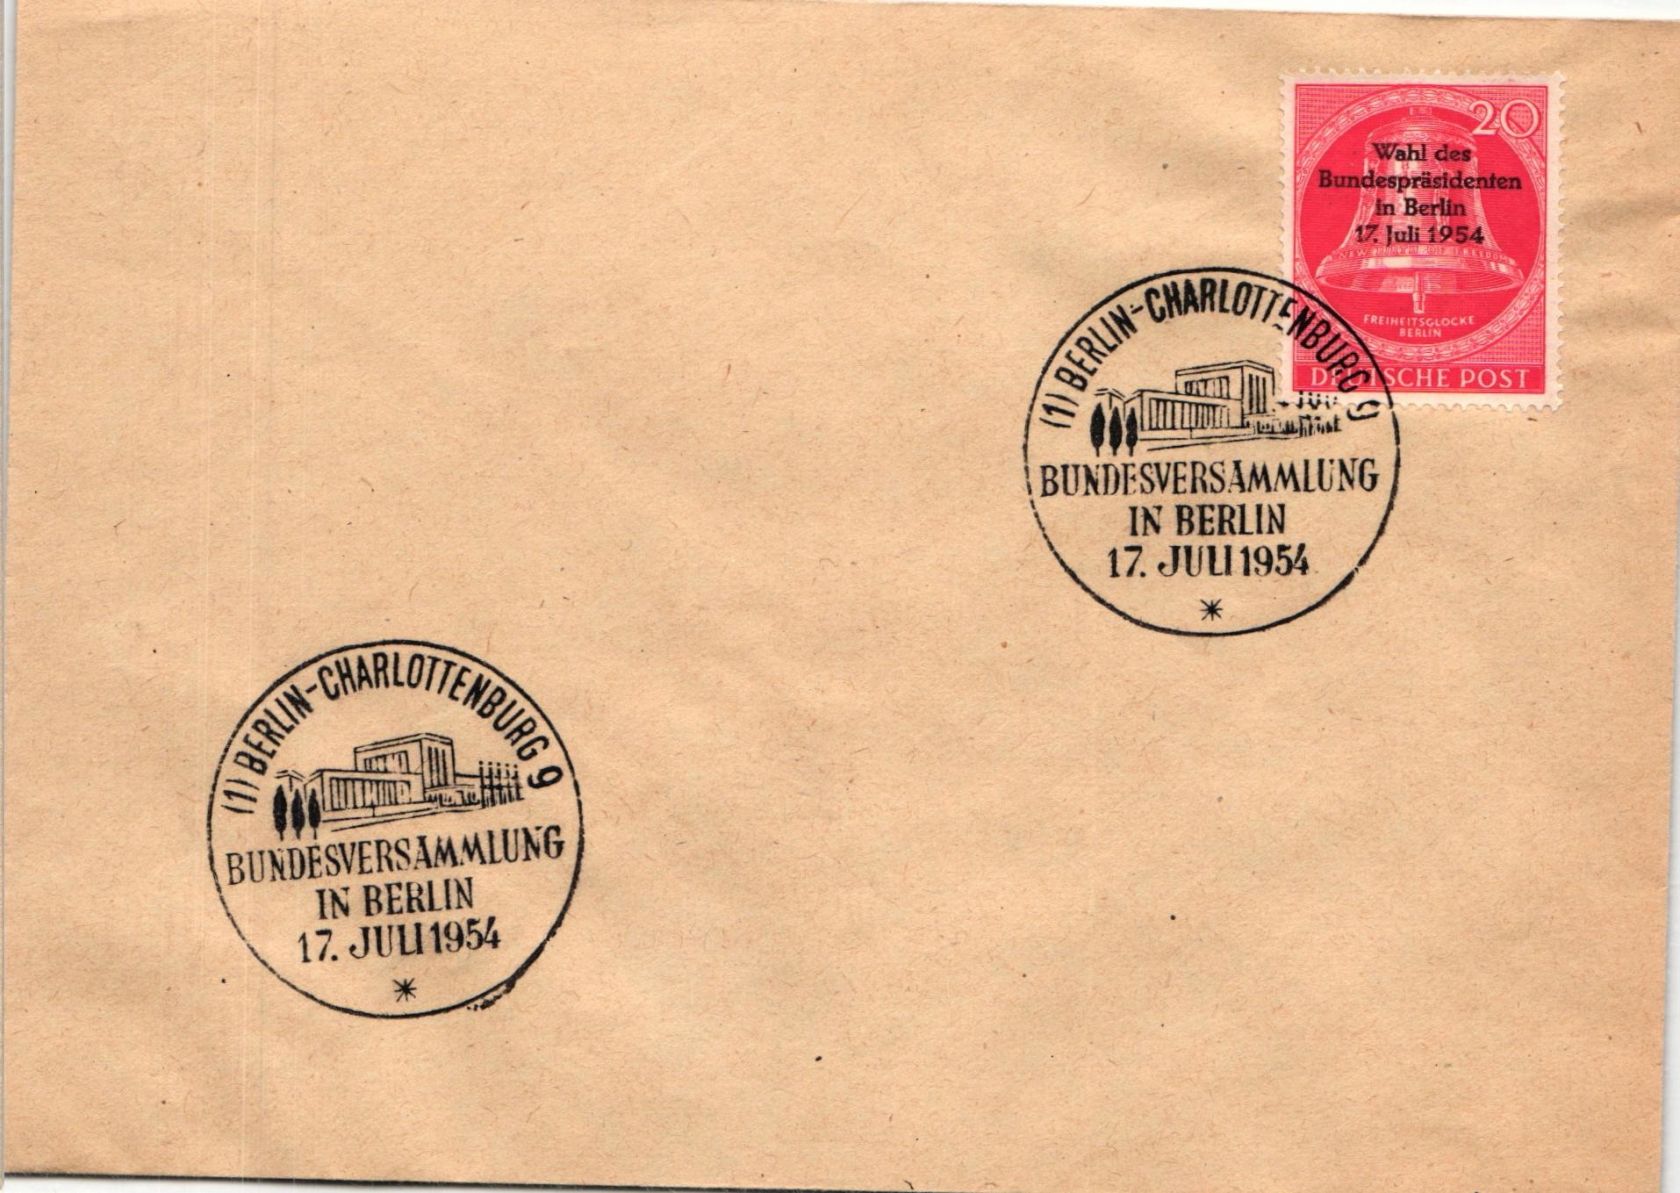 20
Wahl des
Bundespräsidenten
in Berlin
17. Juli 1954
FREIHEITSGLOCKE
BERLIN
DEUTSCHE POST
(1) BERLIN-CHARLOTTENBURG 9
BUNDESVERSAMMLUNG
IN BERLIN
17. JULI 1954
(1) BERLIN-CHARLOTTENBURG 9
BUNDESVERSAMMLUNG
IN BERLIN
17. JULI 1954